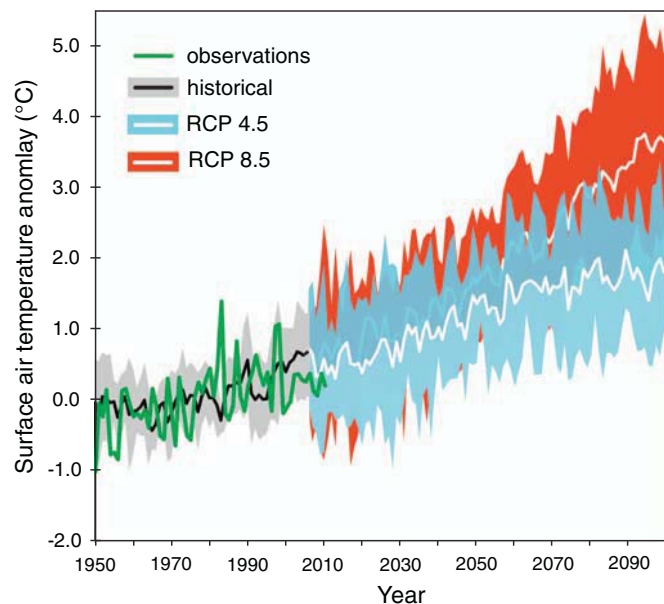 Surface air temperature anomlay (°C)
5.0
4.0
3.0
2.0
1.0
0.0
-1.0
-2.0
observations
historical
RCP 4.5
RCP 8.5
1950
1970
1990
2010
2030
2050
2070
2090
Year